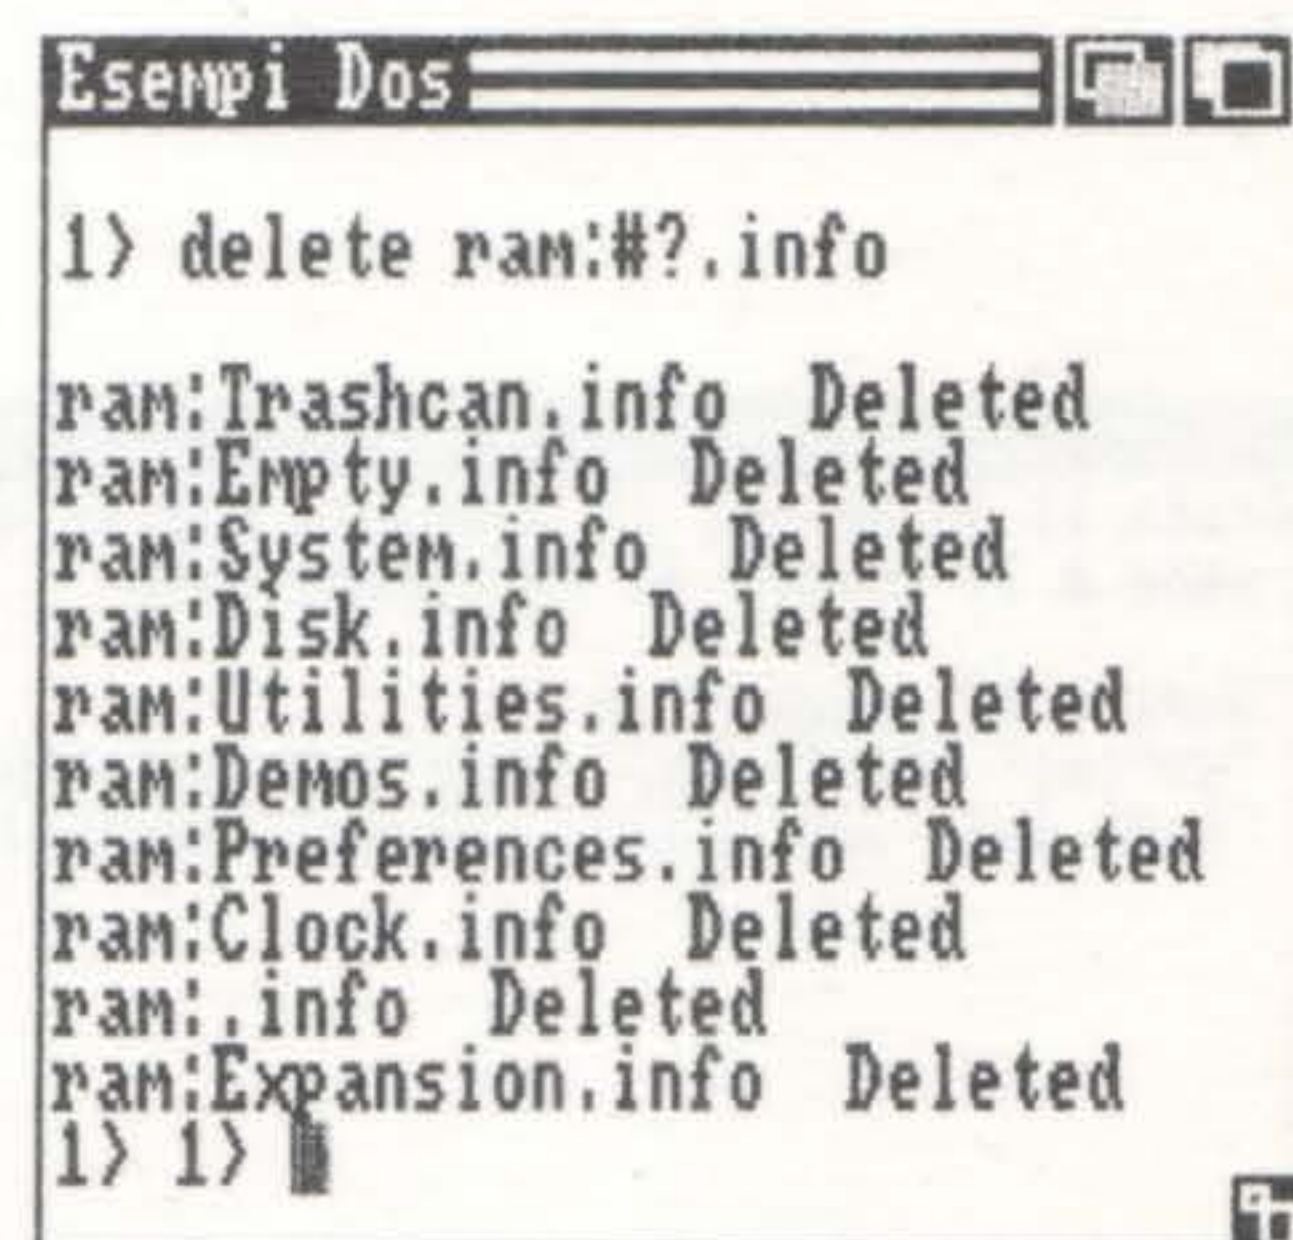 Esempi Dos
1> delete ram:#?.info
ram:Trashcan.info  Deleted
ram:Empty.info  Deleted
ram:System.info  Deleted
ram:Disk.info  Deleted
ram:Utilities.info  Deleted
ram:Demos.info  Deleted
ram:Preferences.info  Deleted
ram:Clock.info  Deleted
ram:.info  Deleted
ram:Expansion.info  Deleted
1> 1>